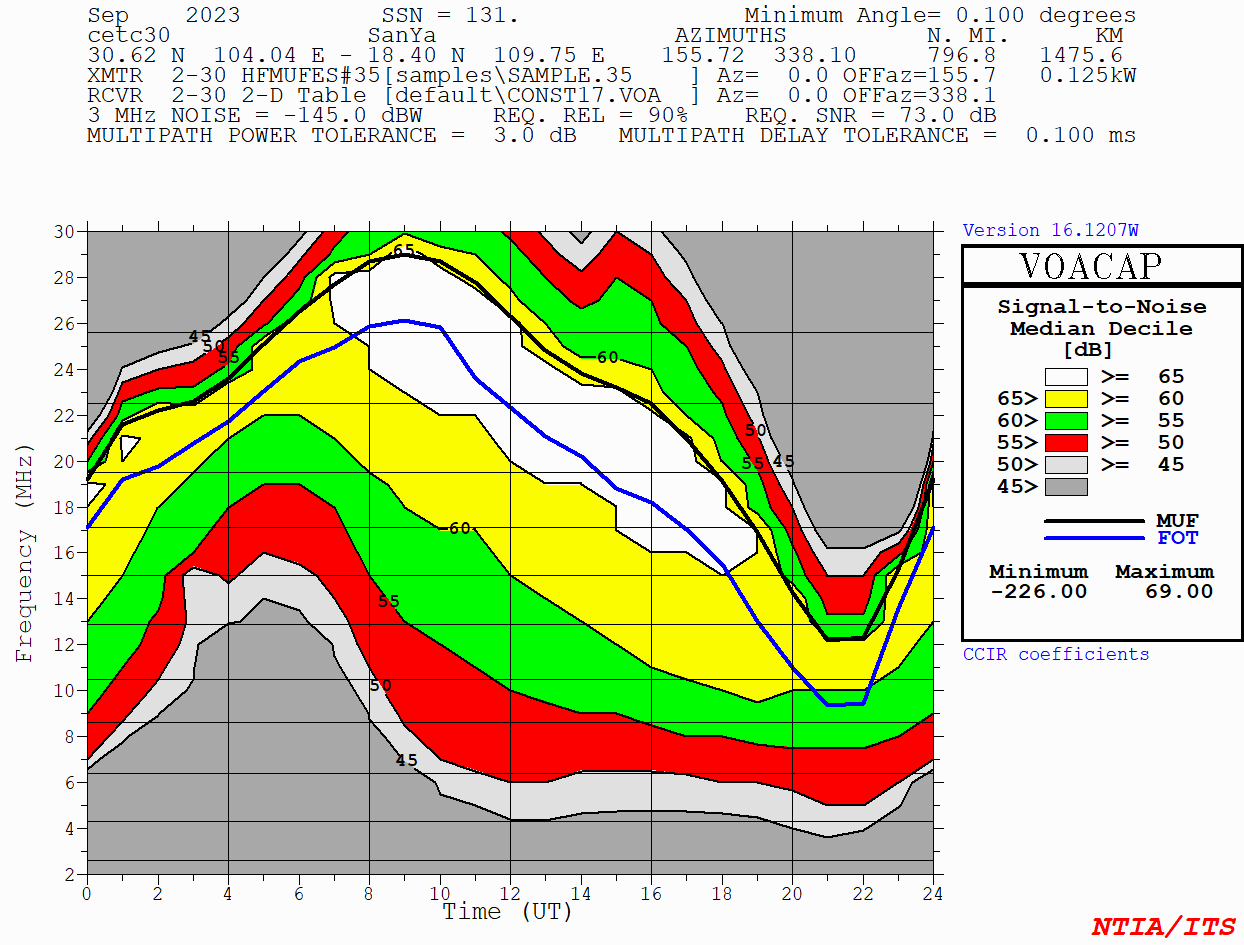 Sep 2023 SSN = 131. Minimum Angle= 0.100 degrees
cetc30 SanYa AZIMUTHS N. MI. KM
30.62 N 104.04 E - 18.40 N 109.75 E 155.72 338.10 796.8 1475.6
XMTR 2-30 HFMUFES#35[samples\SAMPLE.35 ] Az= 0.0 OFFaz=155.7 0.125kW
RCVR 2-30 2-D Table [default\CONST17.VOA ] Az= 0.0 OFFaz=338.1
3 MHz NOISE = -145.0 dBW REQ. REL = 90% REQ. SNR = 73.0 dB
MULTIPATH POWER TOLERANCE = 3.0 dB MULTIPATH DELAY TOLERANCE = 0.100 ms
Version 16.1207W
VOACAP
Signal-to-Noise
Median Decile
[dB]
>= 65
65> >= 60
60> >= 55
55> >= 50
50> >= 45
45>
MUF
FOT
Minimum Maximum
-226.00 69.00
CCIR coefficients
Frequency (MHz)
30
28
26
24
22
20
18
16
14
12
10
8
6
4
2
65
45
50
55
60
50
55
45
60
55
50
45
0 2 4 6 8 10 12 14 16 18 20 22 24
Time (UT)
NTIA/ITS